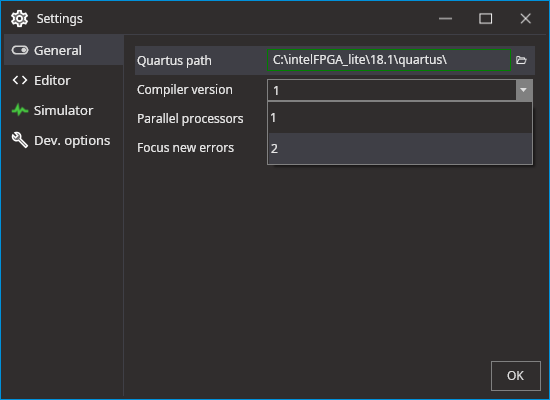 Settings
General
Editor
Simulator
Dev. options
Quartus path
C:\intelFPGA_lite\18.1\quartus\
Compiler version
1
Parallel processors
1
Focus new errors
2
OK